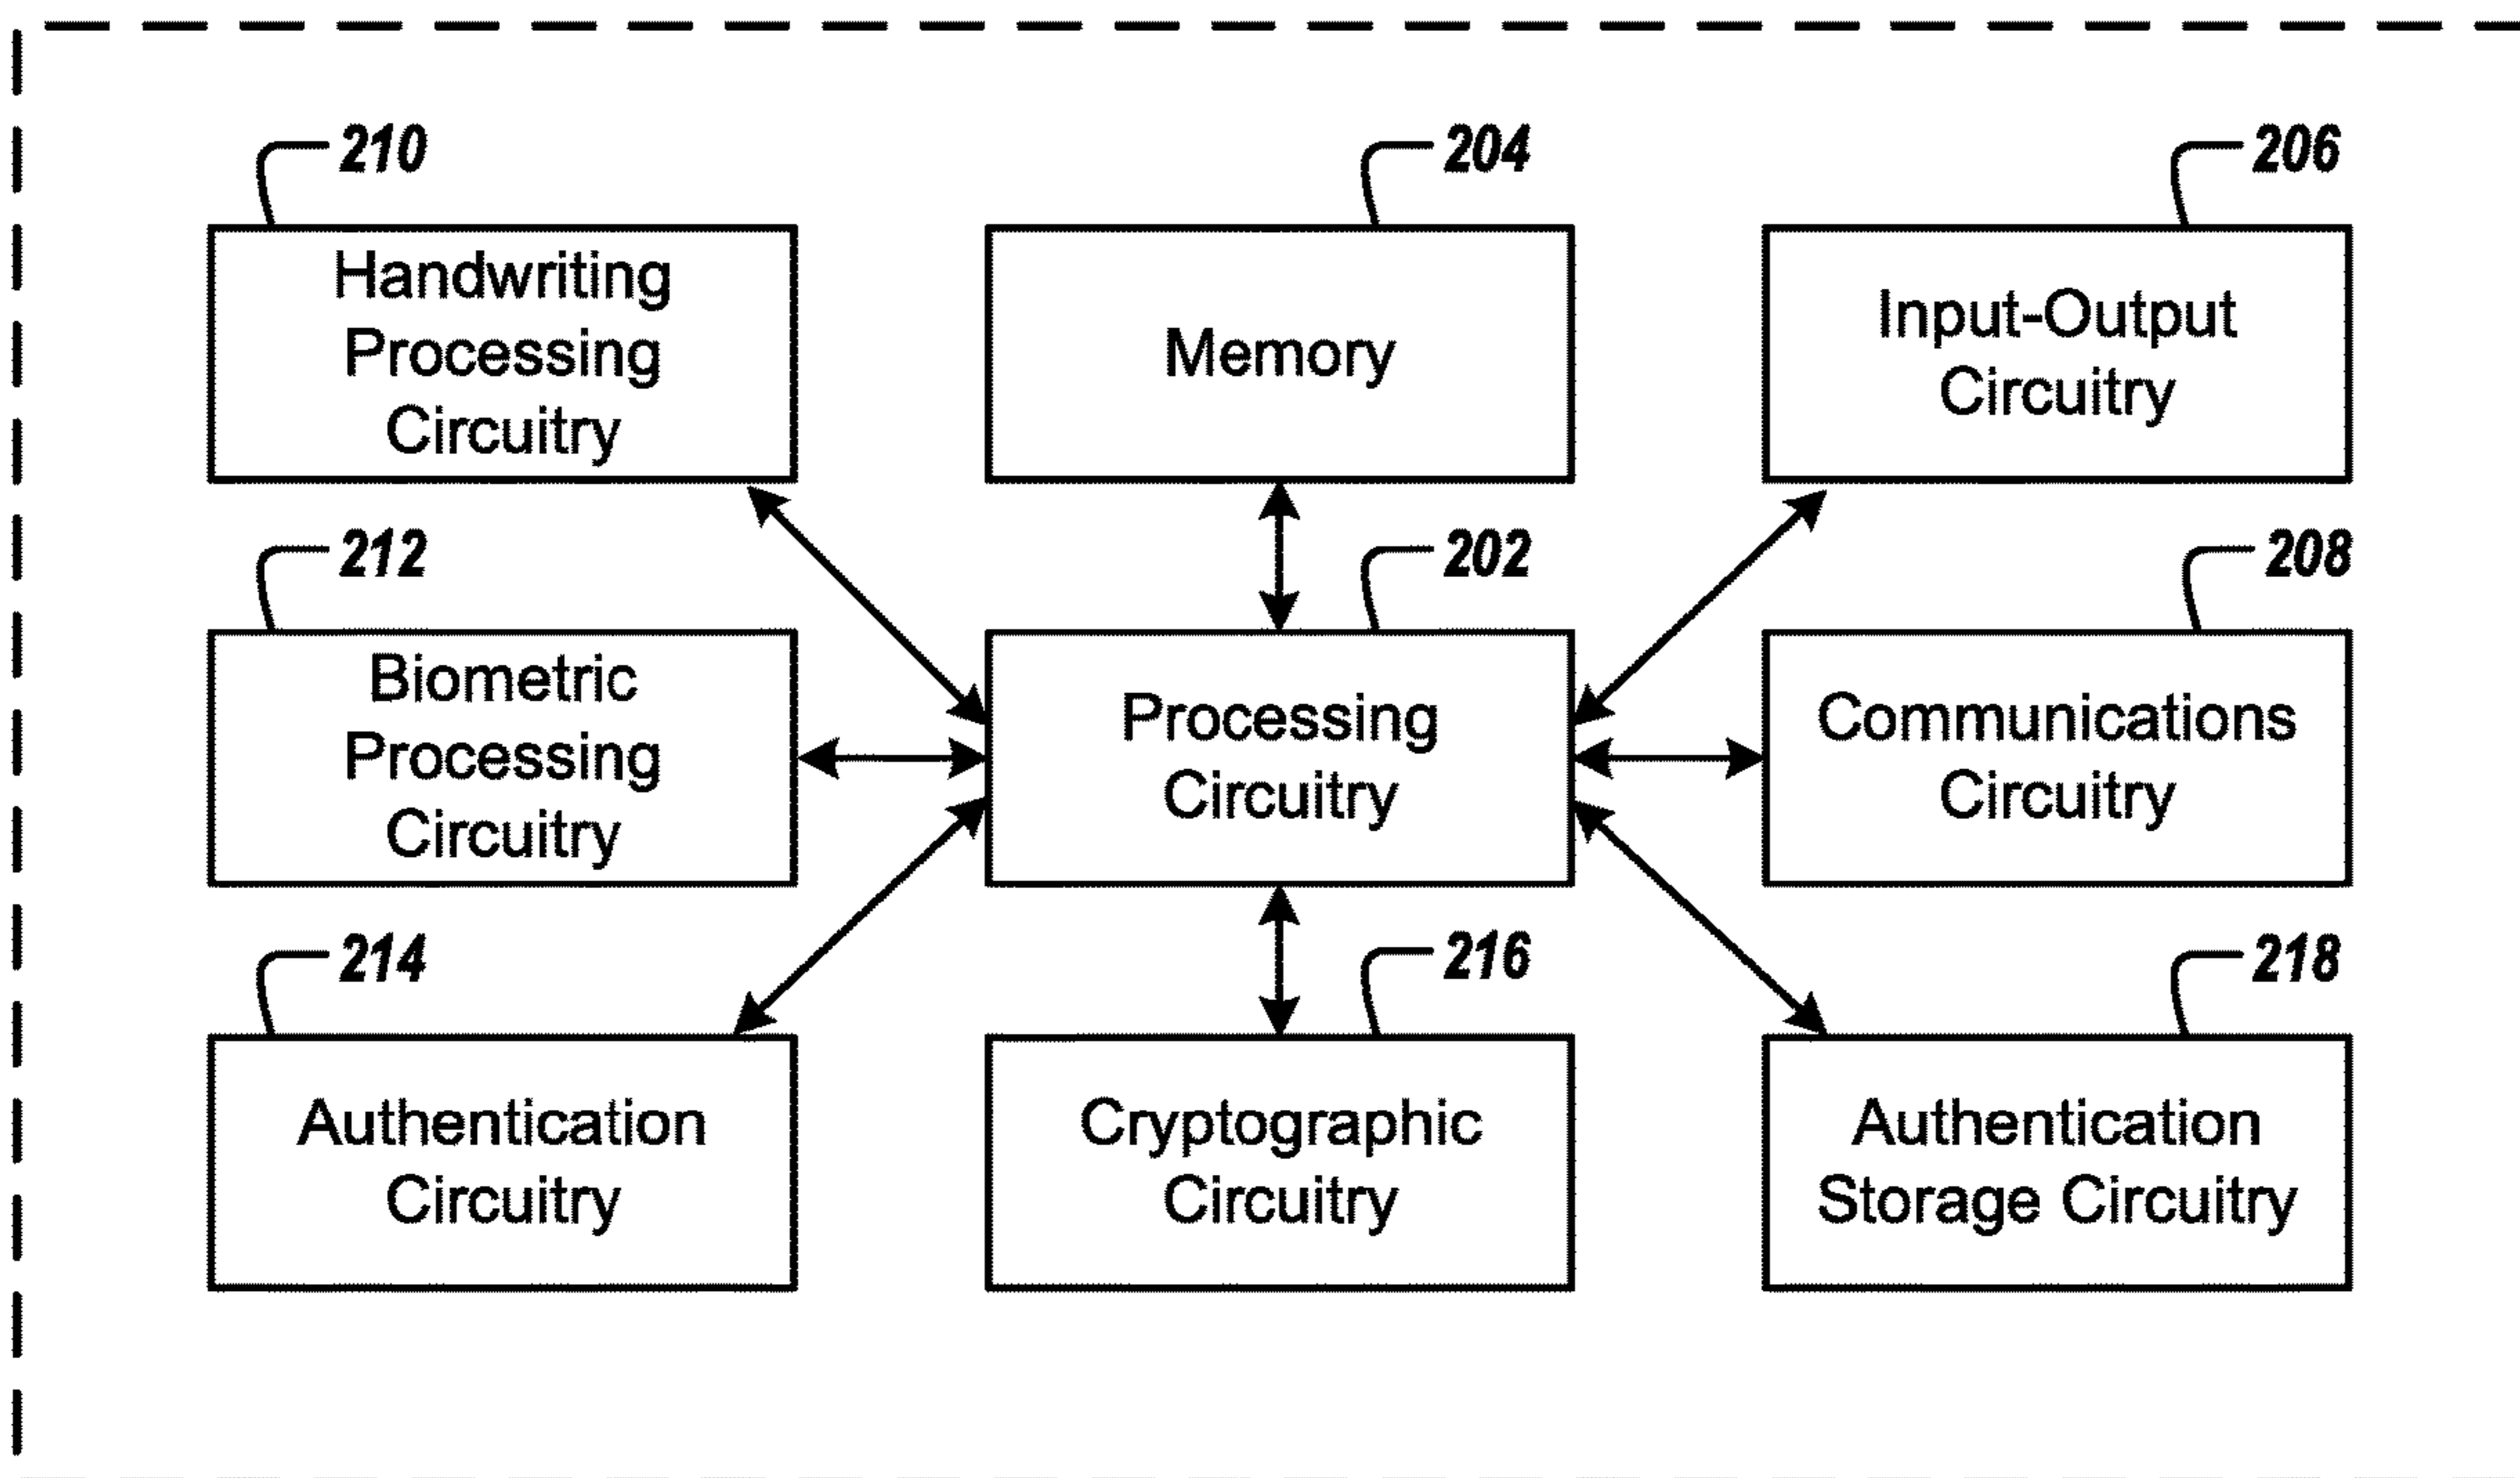 210
204
206
Handwriting
Processing
Circuitry
Memory
Input-Output
Circuitry
212
202
208
Biometric
Processing
Circuitry
Processing
Circuitry
Communications
Circuitry
214
216
218
Authentication
Circuitry
Cryptographic
Circuitry
Authentication
Storage Circuitry